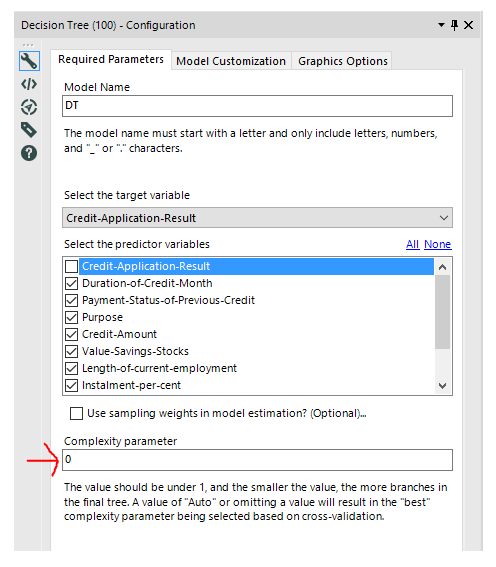 Decision Tree (100) - Configuration
Required Parameters
Model Customization
Graphics Options
Model Name
DT
The model name must start with a letter and only include letters, numbers,
and "_" or "." characters.
Select the target variable
Credit-Application-Result
Select the predictor variables
All None
Credit-Application-Result
Duration-of-Credit-Month
Payment-Status-of-Previous-Credit
Purpose
Credit-Amount
Value-Savings-Stocks
Length-of-current-employment
Instalment-per-cent
Use sampling weights in model estimation? (Optional)...
Complexity parameter
0
The value should be under 1, and the smaller the value, the more branches in
the final tree. A value of "Auto" or omitting a value will result in the "best"
complexity parameter being selected based on cross-validation.